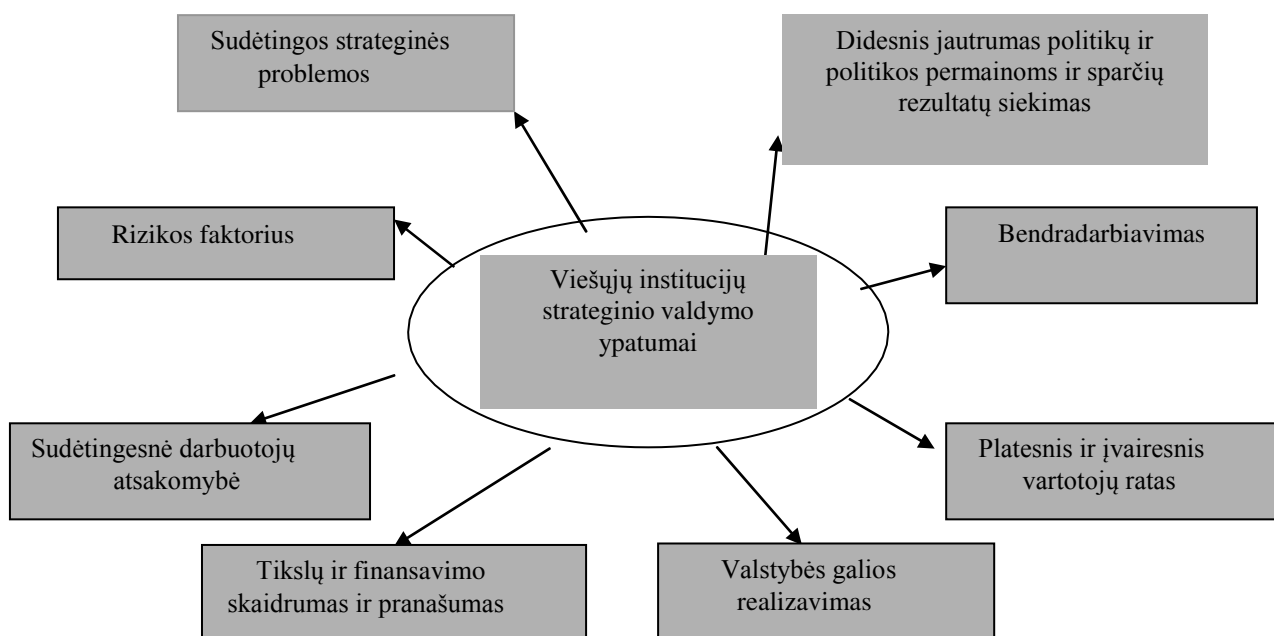 Sudėtingos strateginės
problemos
Didesnis jautrumas politikų ir
politikos permainoms ir sparčių
rezultatų siekimas
Rizikos faktorius
Bendradarbiavimas
Viešųjų institucijų
strateginio valdymo
ypatumai
Sudėtingesnė darbuotojų
atsakomybė
Platesnis ir įvairesnis
vartotojų ratas
Tikslų ir finansavimo
skaidrumas ir pranašumas
Valstybės galios
realizavimas